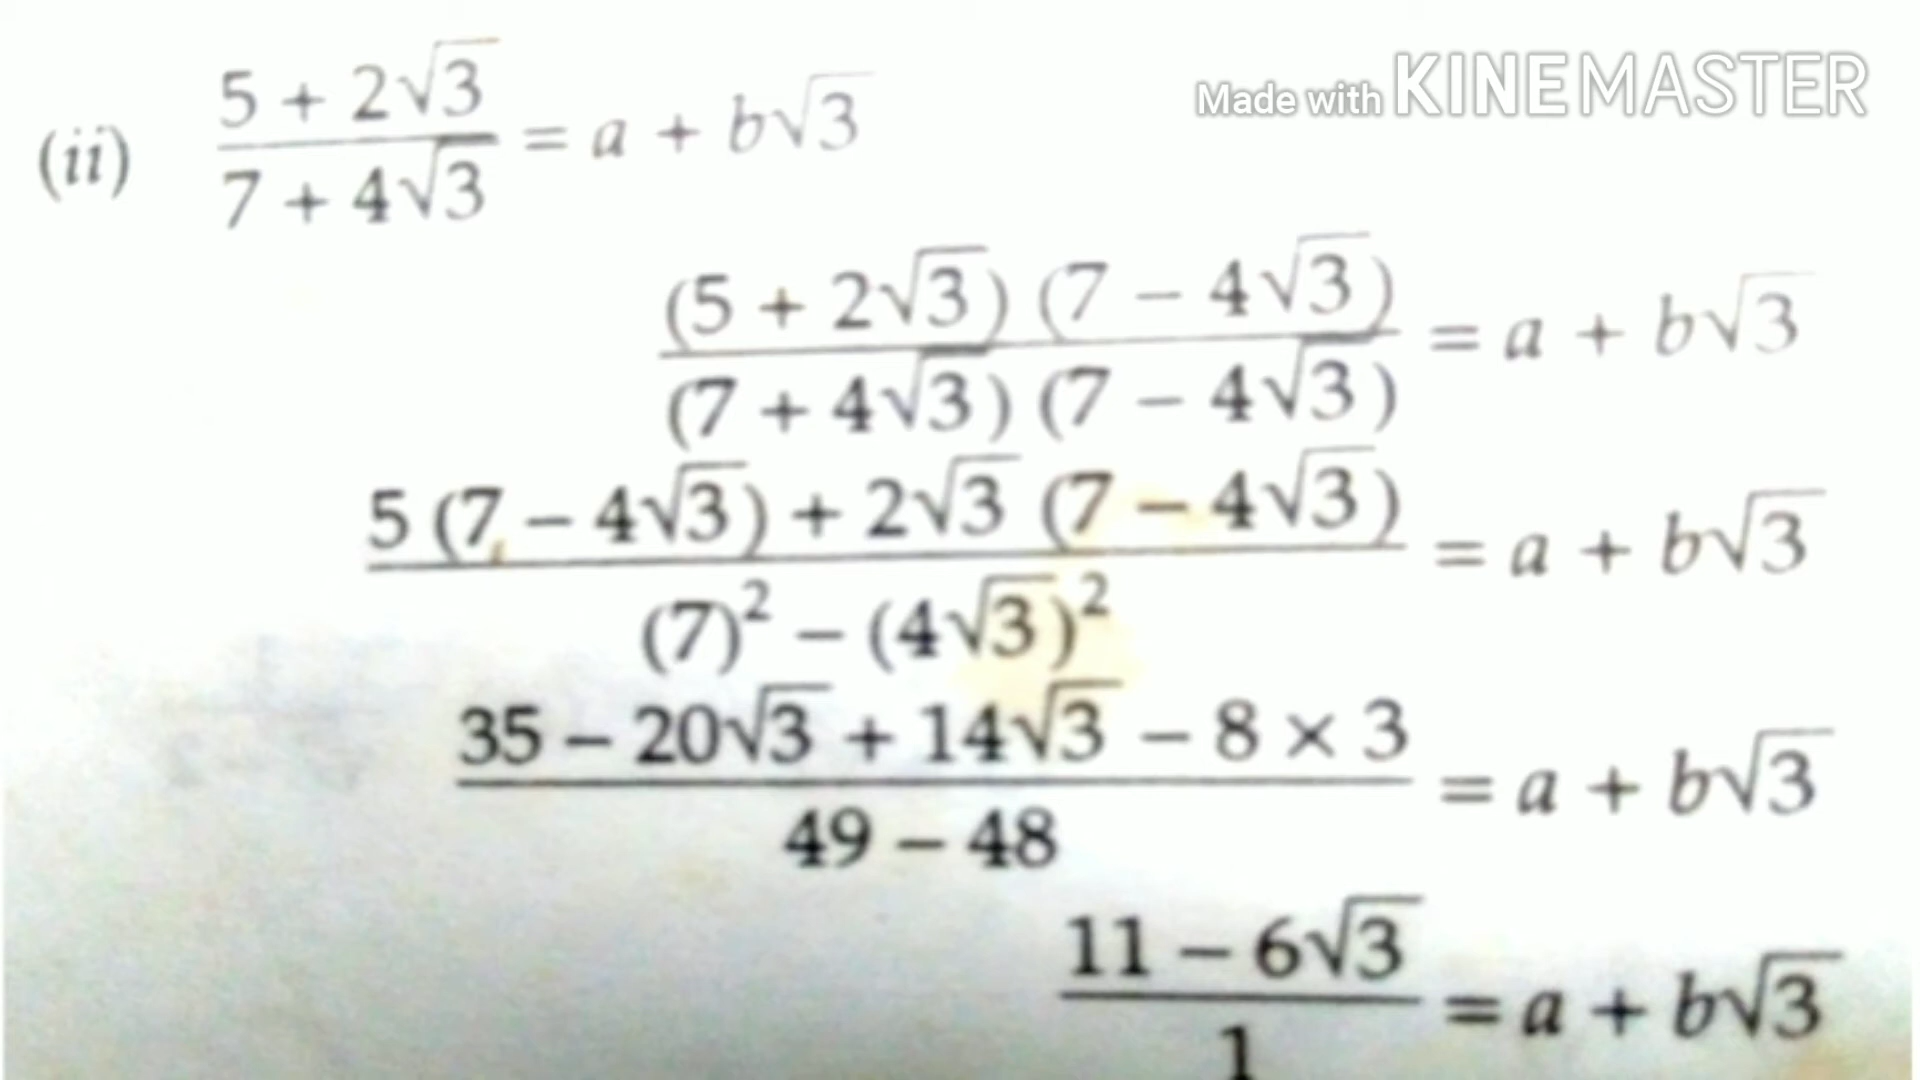 Made with KINEMASTER
(ii) (5 + 2√3)/(7 + 4√3) = a + b√3
(5 + 2√3) (7 − 4√3)
/(7 + 4√3) (7 − 4√3) = a + b√3
5 (7 − 4√3) + 2√3 (7 − 4√3)
/(7)² − (4√3)² = a + b√3
35 − 20√3 + 14√3 − 8 × 3
/49 − 48 = a + b√3
11 − 6√3
/1 = a + b√3